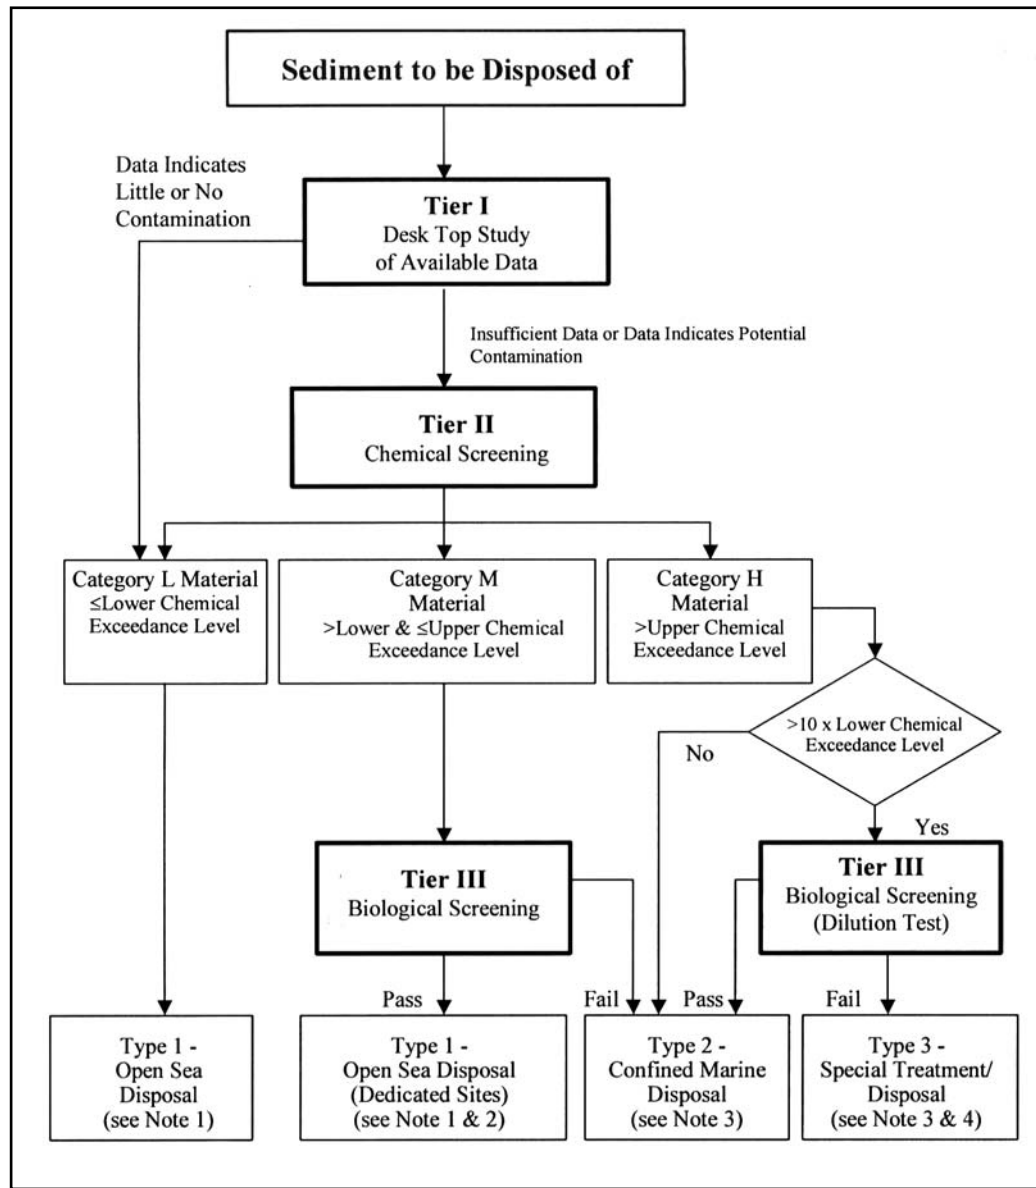 Sediment to be Disposed of
Data Indicates
Little or No
Contamination
Tier I
Desk Top Study
of Available Data
Insufficient Data or Data Indicates Potential
Contamination
Tier II
Chemical Screening
Category L Material
≤Lower Chemical
Exceedance Level
Category M
Material
>Lower & ≤Upper Chemical
Exceedance Level
Category H
Material
>Upper Chemical
Exceedance Level
>10 x Lower Chemical
Exceedance Level
No
Yes
Tier III
Biological Screening
Tier III
Biological Screening
(Dilution Test)
Pass
Fail
Pass
Fail
Type 1 -
Open Sea
Disposal
(see Note 1)
Type 1 -
Open Sea Disposal
(Dedicated Sites)
(see Note 1 & 2)
Type 2 -
Confined Marine
Disposal
(see Note 3)
Type 3 -
Special Treatment/
Disposal
(see Note 3 & 4)